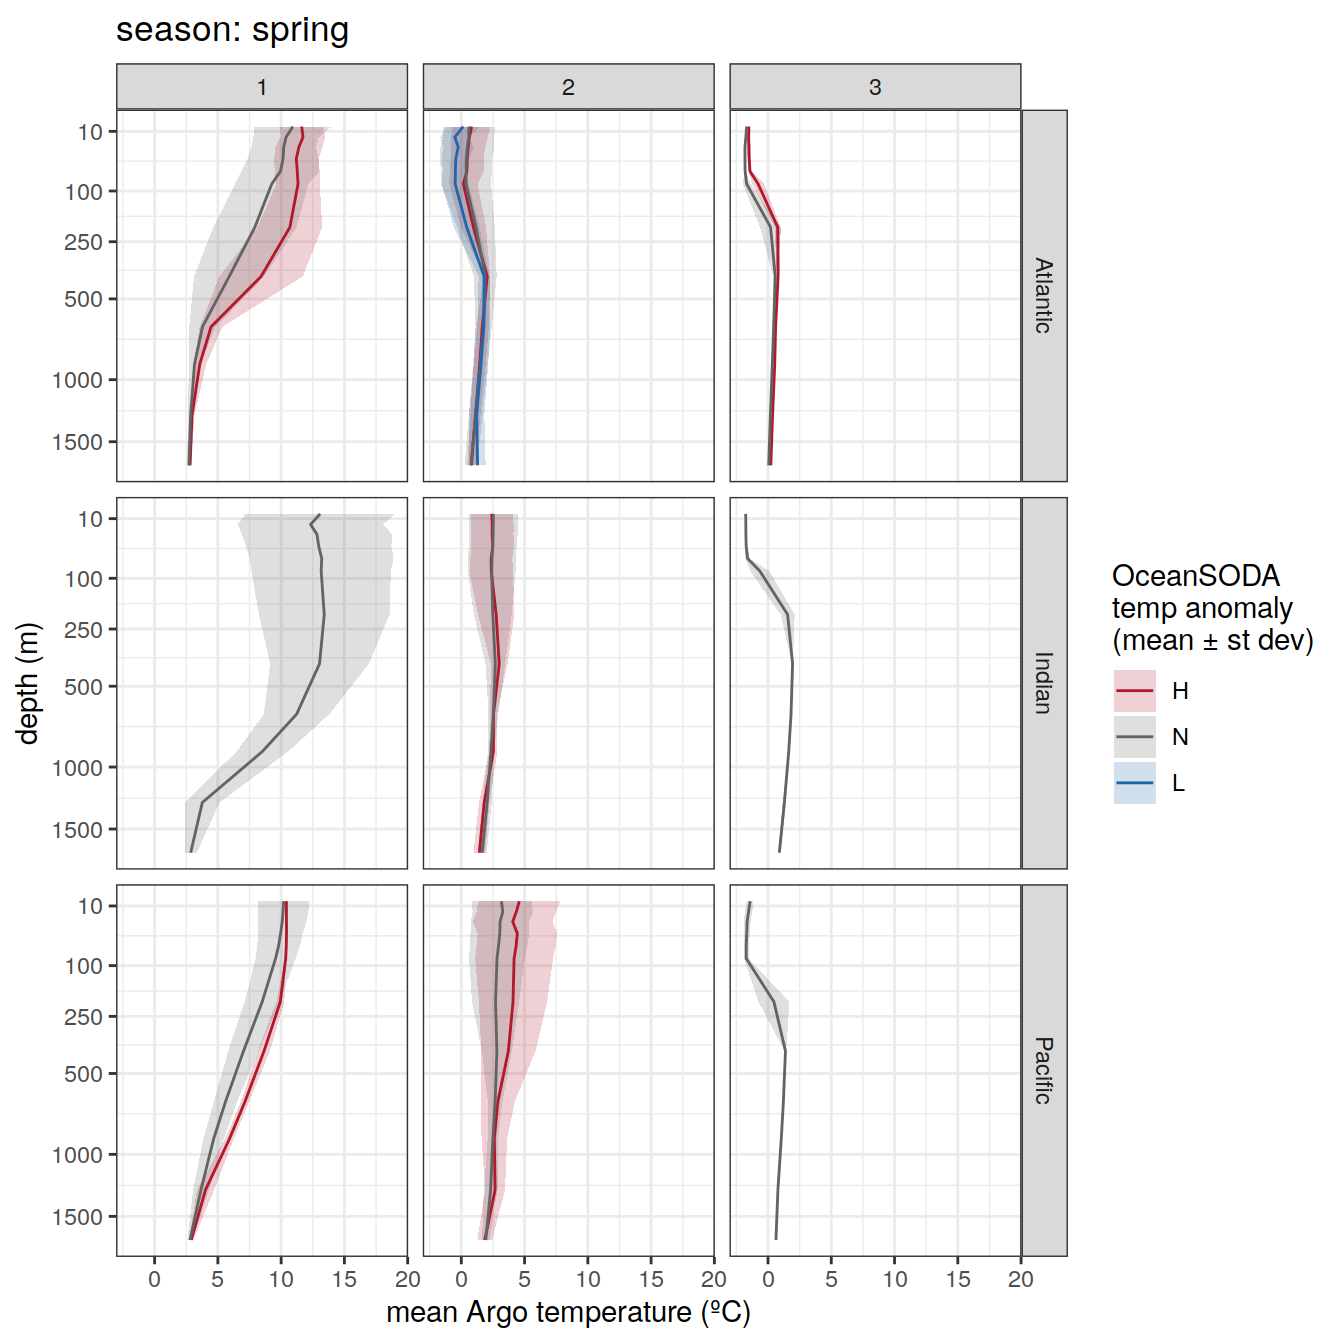 season: spring
1 2 3
10
100
250
500
1000
1500
Atlantic
10
100
250
500
1000
1500
Indian
10
100
250
500
1000
1500
Pacific
depth (m)
0 5 10 15 20 0 5 10 15 20 0 5 10 15 20
mean Argo temperature (ºC)
OceanSODA
temp anomaly
(mean ± st dev)
H
N
L